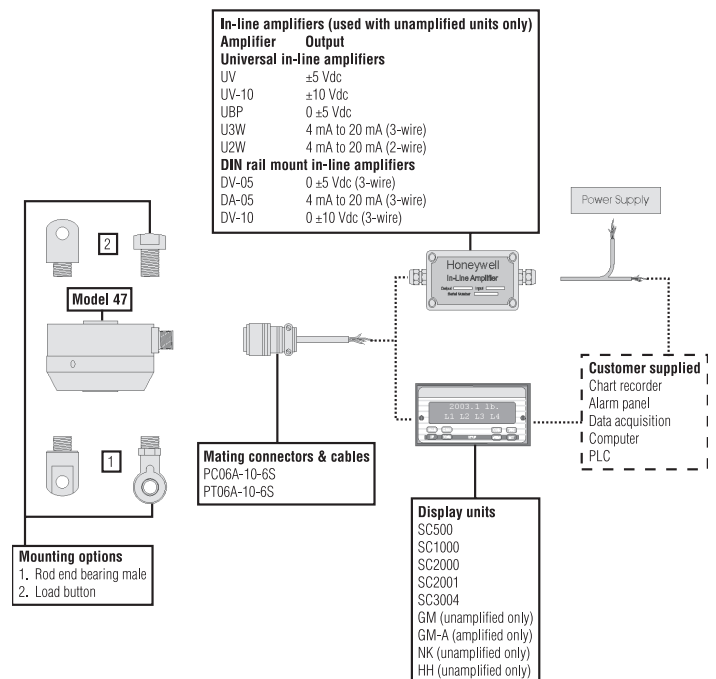 In-line amplifiers (used with unamplified units only)
Amplifier Output
Universal in-line amplifiers
UV ±5 Vdc
UV-10 ±10 Vdc
UBP 0 ±5 Vdc
U3W 4 mA to 20 mA (3-wire)
U2W 4 mA to 20 mA (2-wire)
DIN rail mount in-line amplifiers
DV-05 0 ±5 Vdc (3-wire)
DA-05 4 mA to 20 mA (3-wire)
DV-10 0 ±10 Vdc (3-wire)
Power Supply
2
Honeywell
In-Line Amplifier
Output Input
Serial Number
Model 47
0
2003.1 lb.
L1 L2 L3 L4
Customer supplied
Chart recorder
Alarm panel
Data acquisition
Computer
PLC
1
Mating connectors & cables
PC06A-10-6S
PT06A-10-6S
Mounting options
1. Rod end bearing male
2. Load button
Display units
SC500
SC1000
SC2000
SC2001
SC3004
GM (unamplified only)
GM-A (amplified only)
NK (unamplified only)
HH (unamplified only)